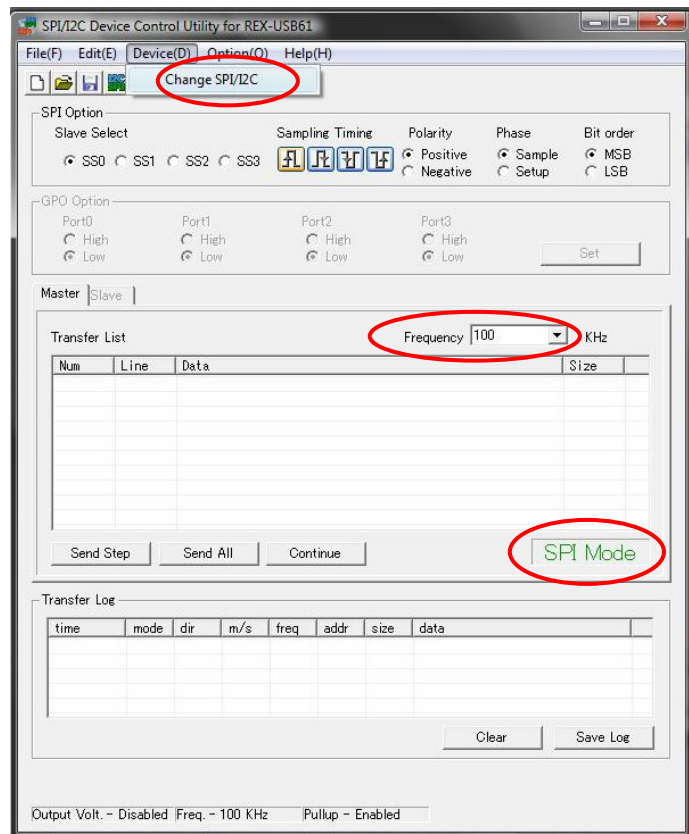 SPI/I2C Device Control Utility for REX-USB61
File(F) Edit(E) Device(D) Option(O) Help(H)
Change SPI/I2C
SPI Option
Slave Select Sampling Timing Polarity Phase Bit order
SS0 SS1 SS2 SS3 Positive Sample MSB
Negative Setup LSB
GPO Option
Port0 Port1 Port2 Port3
High High High High
Low Low Low Low Set
Master Slave
Transfer List Frequency 100 KHz
Num Line Data Size
Send Step Send All Continue SPI Mode
Transfer Log
time mode dir m/s freq addr size data
Clear Save Log
Output Volt. - Disabled Freq. - 100 KHz Pullup - Enabled